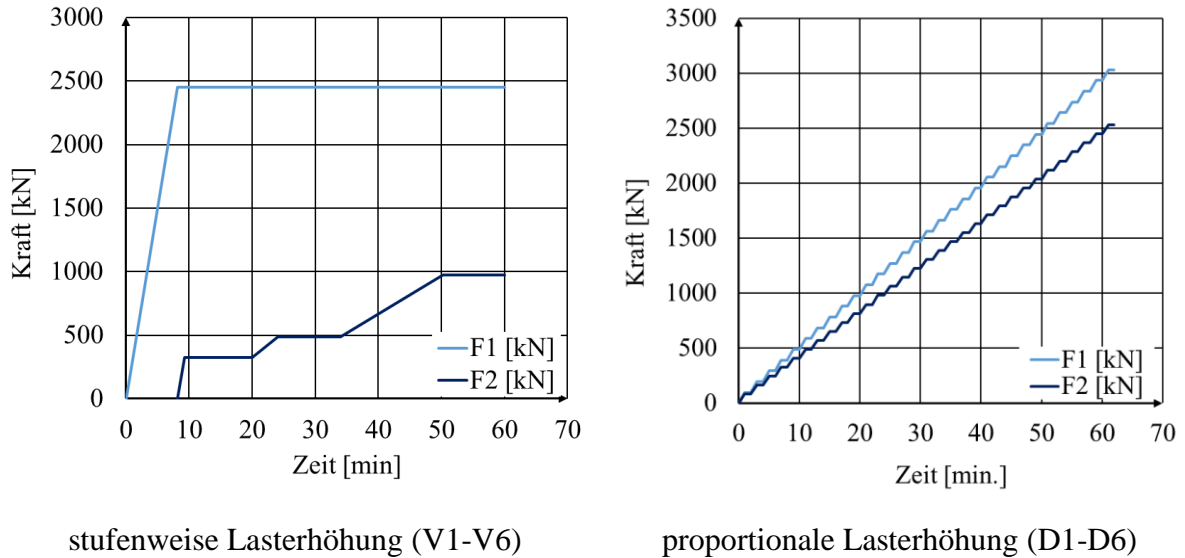 3000
2500
2000
1500
1000
500
0
Kraft [kN]
0 10 20 30 40 50 60 70
Zeit [min]
F1 [kN]
F2 [kN]
3500
3000
2500
2000
1500
1000
500
0
Kraft [kN]
0 10 20 30 40 50 60 70
Zeit [min.]
F1 [kN]
F2 [kN]
stufenweise Lasterhöhung (V1-V6)
proportionale Lasterhöhung (D1-D6)